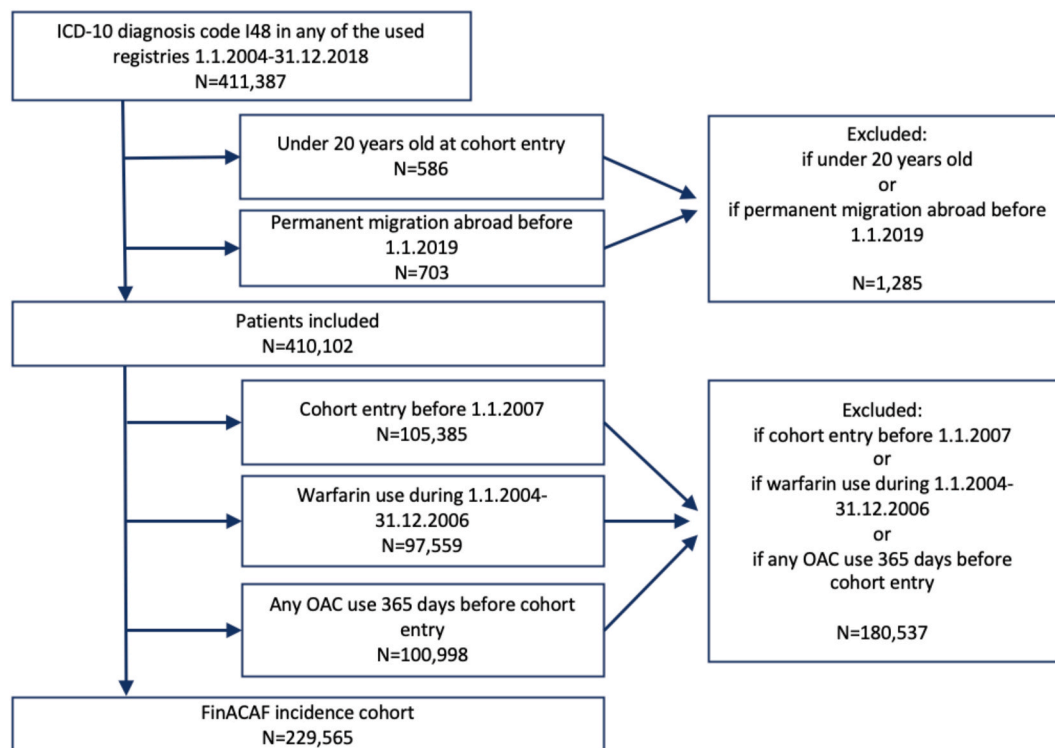 ICD-10 diagnosis code I48 in any of the used
registries 1.1.2004-31.12.2018
N=411,387
Under 20 years old at cohort entry
N=586
Permanent migration abroad before
1.1.2019
N=703
Excluded:
if under 20 years old
or
if permanent migration abroad before
1.1.2019
N=1,285
Patients included
N=410,102
Cohort entry before 1.1.2007
N=105,385
Warfarin use during 1.1.2004-
31.12.2006
N=97,559
Any OAC use 365 days before cohort
entry
N=100,998
Excluded:
if cohort entry before 1.1.2007
or
if warfarin use during 1.1.2004-
31.12.2006
or
if any OAC use 365 days before
cohort entry
N=180,537
FinACAF incidence cohort
N=229,565